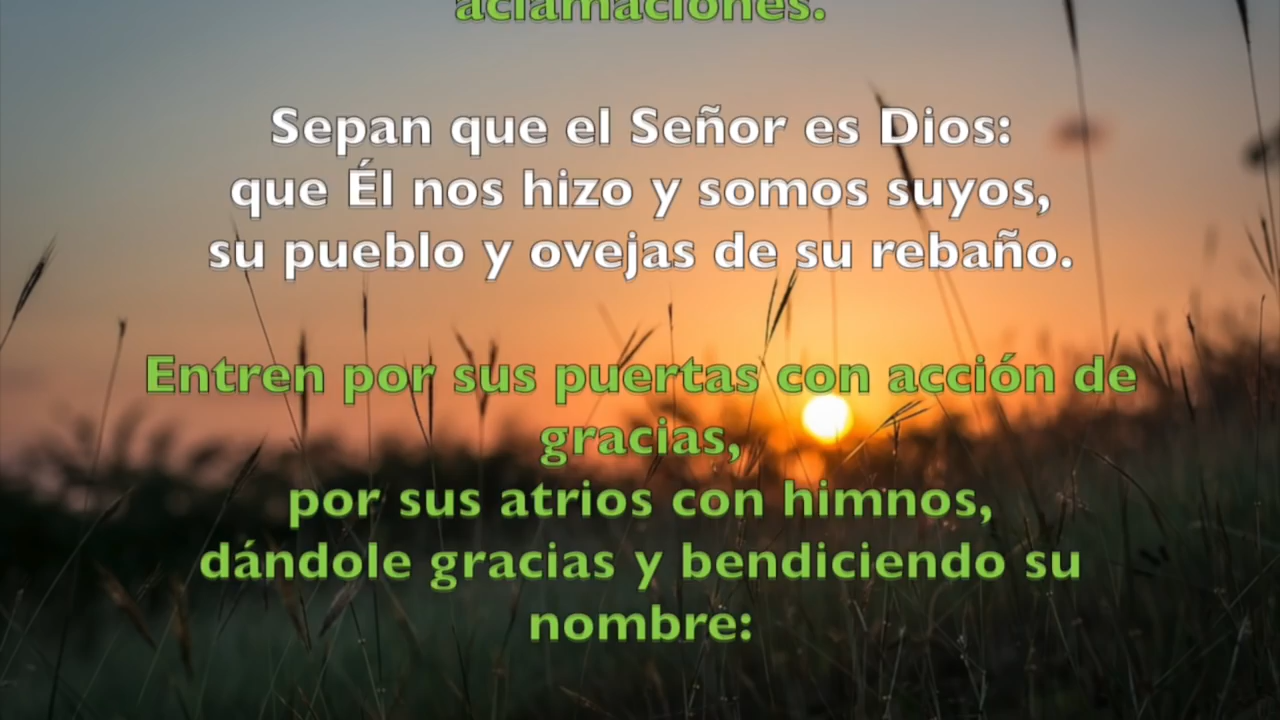 aclamaciones.
Sepan que el Señor es Dios:
que Él nos hizo y somos suyos,
su pueblo y ovejas de su rebaño.
Entren por sus puertas con acción de
gracias,
por sus atrios con himnos,
dándole gracias y bendiciendo su
nombre: